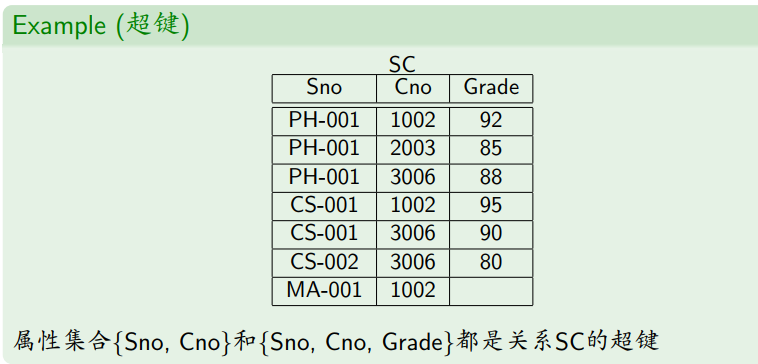 Example (超键)
SC
Sno Cno Grade
PH-001 1002 92
PH-001 2003 85
PH-001 3006 88
CS-001 1002 95
CS-001 3006 90
CS-002 3006 80
MA-001 1002
属性集合{Sno, Cno}和{Sno, Cno, Grade}都是关系SC的超键